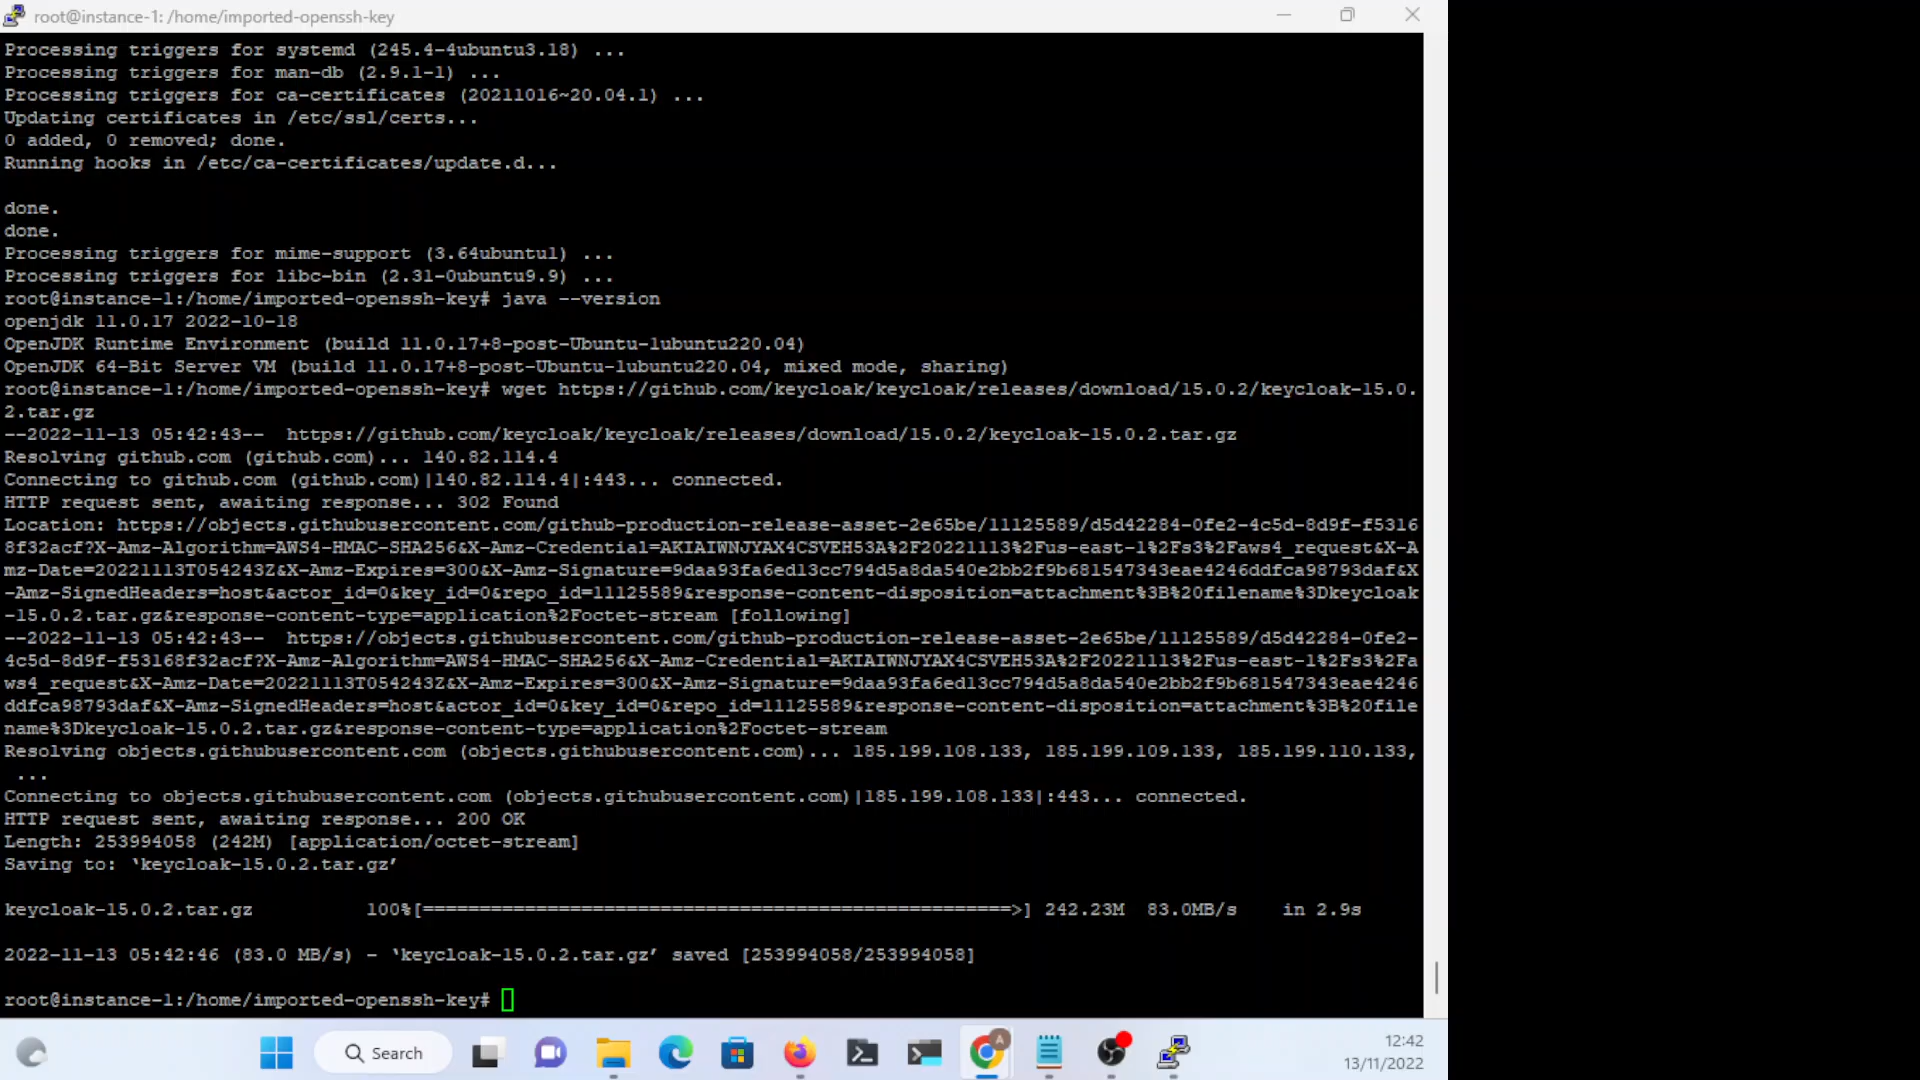 root@instance-1: /home/imported-openssh-key
Processing triggers for systemd (245.4-4ubuntu3.18) ...
Processing triggers for man-db (2.9.1-1) ...
Processing triggers for ca-certificates (20211016~20.04.1) ...
Updating certificates in /etc/ssl/certs...
0 added, 0 removed; done.
Running hooks in /etc/ca-certificates/update.d...
done.
done.
Processing triggers for mime-support (3.64ubuntu1) ...
Processing triggers for libc-bin (2.31-0ubuntu9.9) ...
root@instance-1:/home/imported-openssh-key# java --version
openjdk 11.0.17 2022-10-18
OpenJDK Runtime Environment (build 11.0.17+8-post-Ubuntu-1ubuntu220.04)
OpenJDK 64-Bit Server VM (build 11.0.17+8-post-Ubuntu-1ubuntu220.04, mixed mode, sharing)
root@instance-1:/home/imported-openssh-key# wget https://github.com/keycloak/keycloak/releases/download/15.0.2/keycloak-15.0.
2.tar.gz
--2022-11-13 05:42:43--  https://github.com/keycloak/keycloak/releases/download/15.0.2/keycloak-15.0.2.tar.gz
Resolving github.com (github.com)... 140.82.114.4
Connecting to github.com (github.com)|140.82.114.4|:443... connected.
HTTP request sent, awaiting response... 302 Found
Location: https://objects.githubusercontent.com/github-production-release-asset-2e65be/11125589/d5d42284-0fe2-4c5d-8d9f-f5316
8f32acf?X-Amz-Algorithm=AWS4-HMAC-SHA256&X-Amz-Credential=AKIAIWNJYAX4CSVEH53A%2F20221113%2Fus-east-1%2Fs3%2Faws4_request&X-A
mz-Date=20221113T054243Z&X-Amz-Expires=300&X-Amz-Signature=9daa93fa6ed13cc794d5a8da540e2bb2f9b681547343eae4246ddfca98793daf&X
-Amz-SignedHeaders=host&actor_id=0&key_id=0&repo_id=11125589&response-content-disposition=attachment%3B%20filename%3Dkeycloak
-15.0.2.tar.gz&response-content-type=application%2Foctet-stream [following]
--2022-11-13 05:42:43--  https://objects.githubusercontent.com/github-production-release-asset-2e65be/11125589/d5d42284-0fe2-
4c5d-8d9f-f53168f32acf?X-Amz-Algorithm=AWS4-HMAC-SHA256&X-Amz-Credential=AKIAIWNJYAX4CSVEH53A%2F20221113%2Fus-east-1%2Fs3%2Fa
ws4_request&X-Amz-Date=20221113T054243Z&X-Amz-Expires=300&X-Amz-Signature=9daa93fa6ed13cc794d5a8da540e2bb2f9b681547343eae4246
ddfca98793daf&X-Amz-SignedHeaders=host&actor_id=0&key_id=0&repo_id=11125589&response-content-disposition=attachment%3B%20file
name%3Dkeycloak-15.0.2.tar.gz&response-content-type=application%2Foctet-stream
Resolving objects.githubusercontent.com (objects.githubusercontent.com)... 185.199.108.133, 185.199.109.133, 185.199.110.133,
 ...
Connecting to objects.githubusercontent.com (objects.githubusercontent.com)|185.199.108.133|:443... connected.
HTTP request sent, awaiting response... 200 OK
Length: 253994058 (242M) [application/octet-stream]
Saving to: ‘keycloak-15.0.2.tar.gz’
keycloak-15.0.2.tar.gz          100%[====================================================>] 242.23M  83.0MB/s    in 2.9s
2022-11-13 05:42:46 (83.0 MB/s) - ‘keycloak-15.0.2.tar.gz’ saved [253994058/253994058]
root@instance-1:/home/imported-openssh-key#
Search
A
12:42
13/11/2022